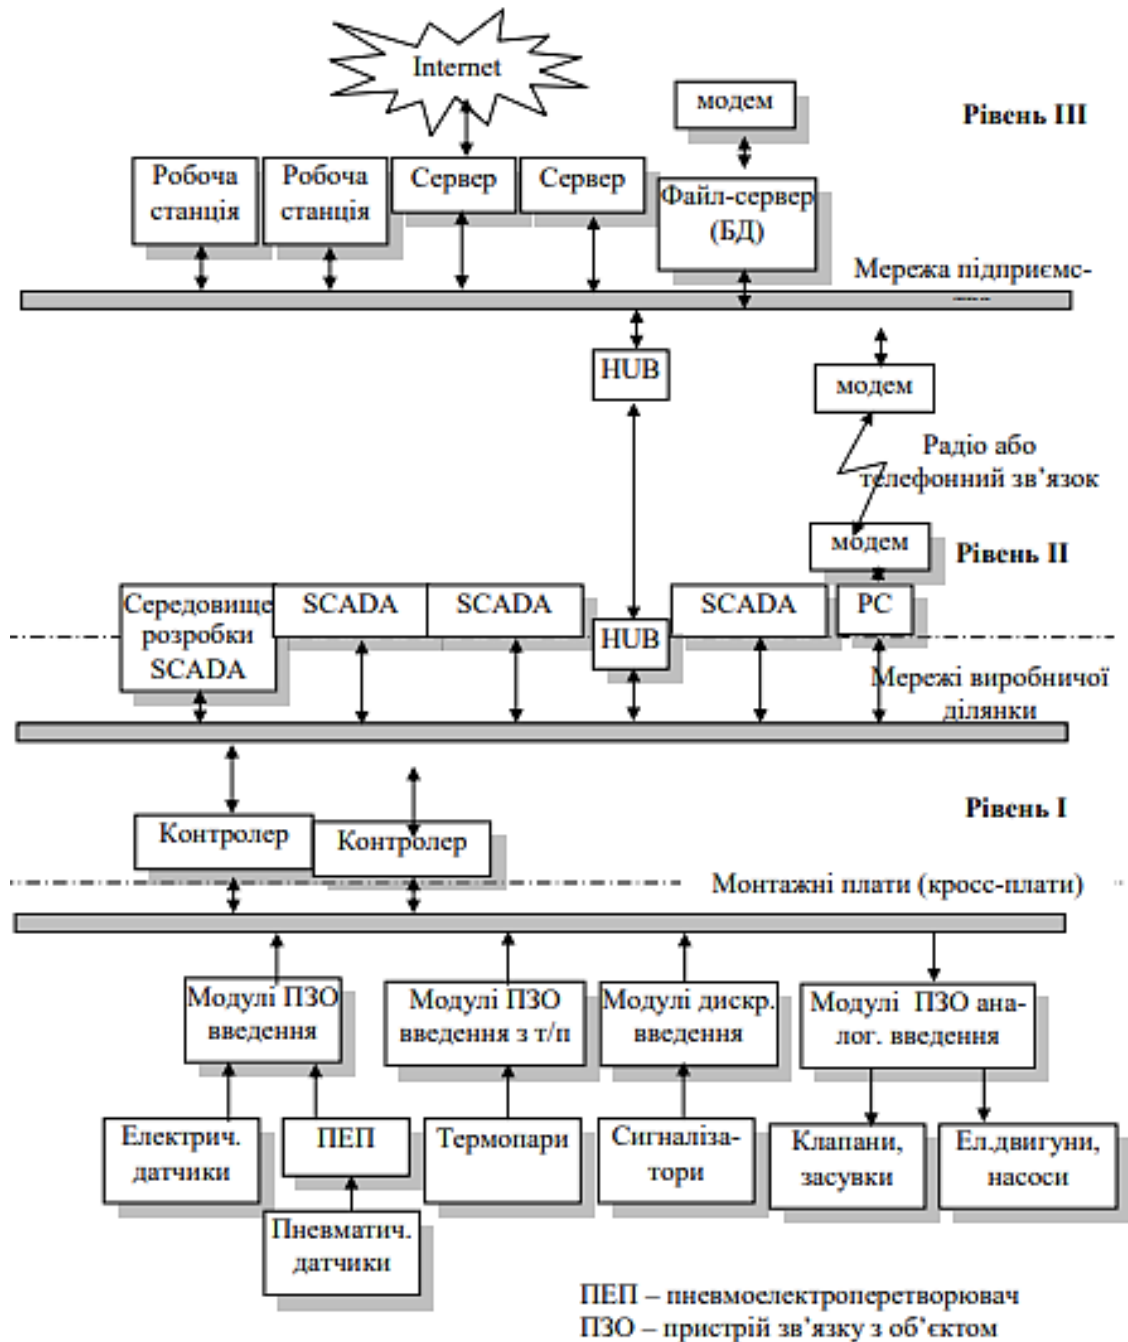 Internet
модем
Рівень III
Робоча
станція
Робоча
станція
Сервер
Сервер
Файл-сервер
(БД)
Мережа підприємс-
HUB
модем
Радіо або
телефонний зв’язок
модем
Рівень II
Середовище
розробки
SCADA
SCADA
SCADA
HUB
SCADA
PC
Мережі виробничої
ділянки
Рівень I
Контролер
Контролер
Монтажні плати (кросс-плати)
Модулі ПЗО
введення
Модулі ПЗО
введення з т/п
Модулі дискр.
введення
Модулі ПЗО ана-
лог. введення
Електрич.
датчики
ПЕП
Термопари
Сигналіза-
тори
Клапани,
засувки
Ел.двигуни,
насоси
Пневматич.
датчики
ПЕП – пневмоелектроперетворювач
ПЗО – пристрій зв’язку з об’єктом